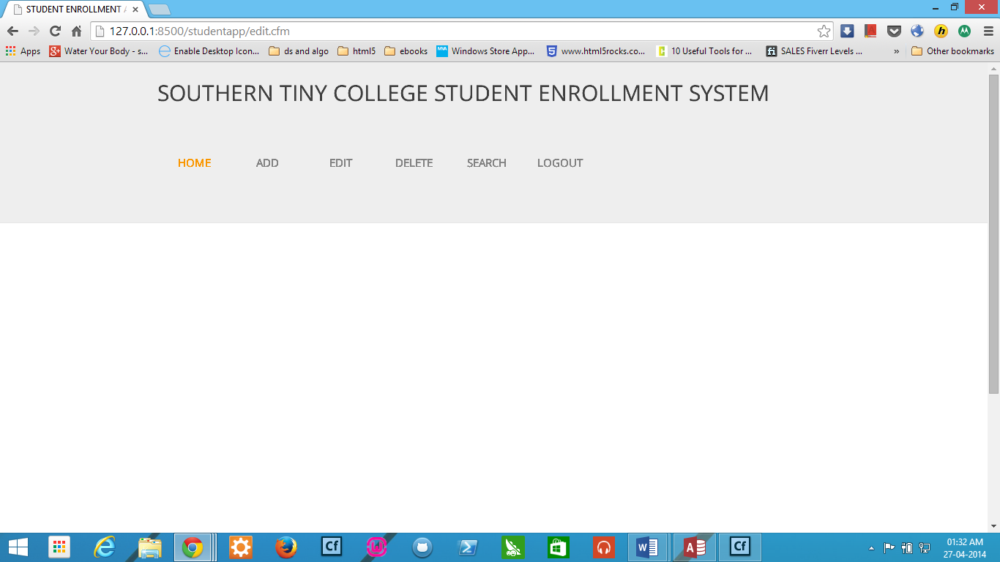 STUDENT ENROLLMENT
127.0.0.1:8500/studentapp/edit.cfm
Apps Water Your Body - s... Enable Desktop Icon... ds and algo html5 ebooks Windows Store App... www.html5rocks.co... 10 Useful Tools for ... SALES Fiverr Levels ... » Other bookmarks
SOUTHERN TINY COLLEGE STUDENT ENROLLMENT SYSTEM
HOME ADD EDIT DELETE SEARCH LOGOUT
01:32 AM
27-04-2014